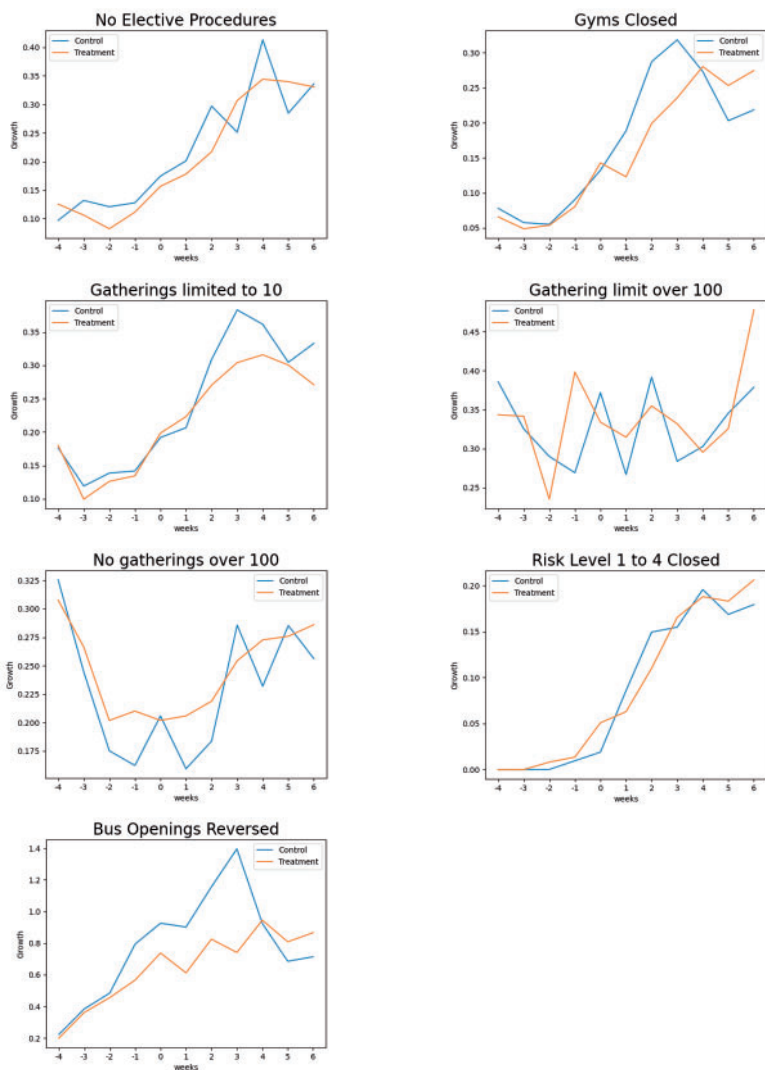 No Elective Procedures
Control
Treatment
0.40
0.35
0.30
0.25
0.20
0.15
0.10
Growth
-4 -3 -2 -1 0 1 2 3 4 5 6
weeks
Gyms Closed
Control
Treatment
0.30
0.25
0.20
0.15
0.10
0.05
Growth
-4 -3 -2 -1 0 1 2 3 4 5 6
weeks
Gatherings limited to 10
Control
Treatment
0.35
0.30
0.25
0.20
0.15
0.10
Growth
-4 -3 -2 -1 0 1 2 3 4 5 6
weeks
Gathering limit over 100
Control
Treatment
0.45
0.40
0.35
0.30
0.25
Growth
-4 -3 -2 -1 0 1 2 3 4 5 6
weeks
No gatherings over 100
Control
Treatment
0.325
0.300
0.275
0.250
0.225
0.200
0.175
Growth
-4 -3 -2 -1 0 1 2 3 4 5 6
weeks
Risk Level 1 to 4 Closed
Control
Treatment
0.20
0.15
0.10
0.05
0.00
Growth
-4 -3 -2 -1 0 1 2 3 4 5 6
weeks
Bus Openings Reversed
Control
Treatment
1.4
1.2
1.0
0.8
0.6
0.4
0.2
Growth
-4 -3 -2 -1 0 1 2 3 4 5 6
weeks